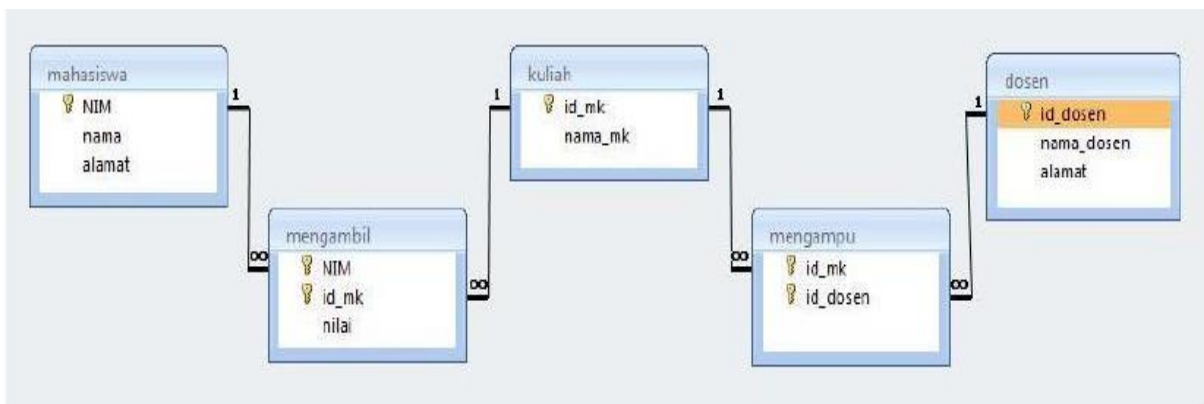 mahasiswa
NIM
nama
alamat
1
kuliah
id_mk
nama_mk
1
1
dosen
id_dosen
nama_dosen
alamat
1
mengambil
NIM
id_mk
nilai
∞
∞
mengampu
id_mk
id_dosen
∞
∞